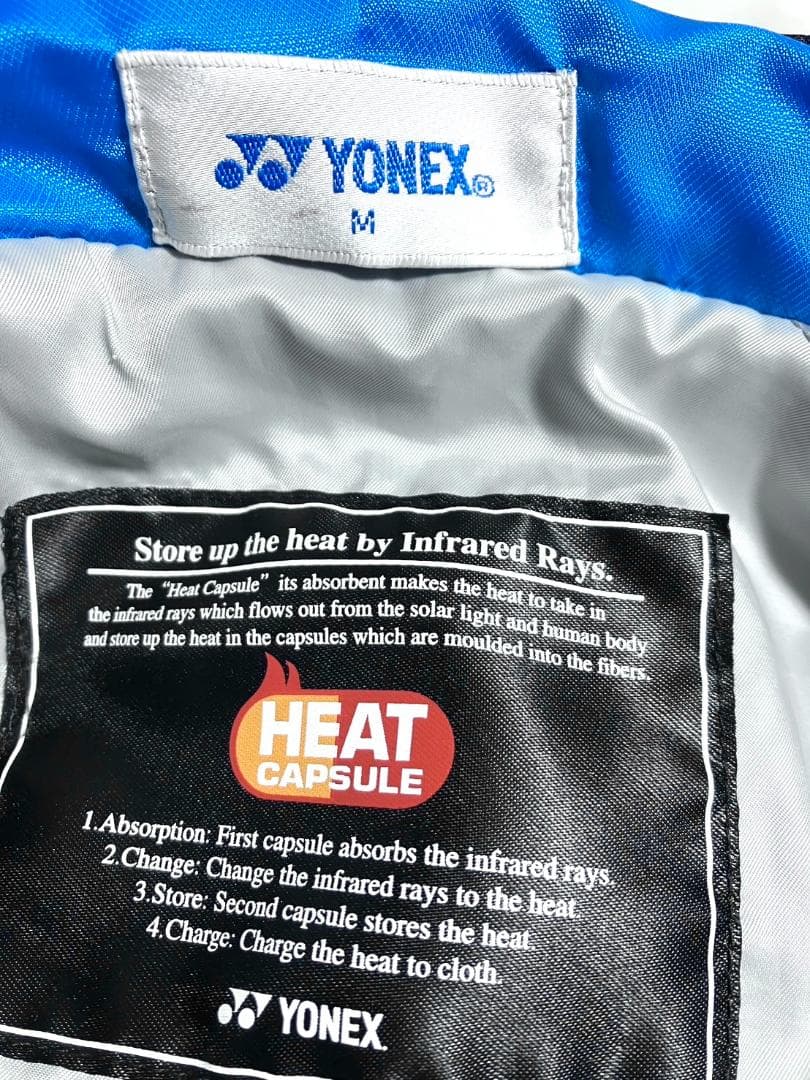 YONEX®
M
Store up the heat by Infrared Rays.
The "Heat Capsule" its absorbent makes the heat to take in
the infrared rays which flows out from the solar light and human body
and store up the heat in the capsules which are moulded into the fibers.
HEAT
CAPSULE
1.Absorption: First capsule absorbs the infrared rays.
2.Change: Change the infrared rays to the heat.
3.Store: Second capsule stores the heat.
4.Charge: Charge the heat to cloth.
YONEX.